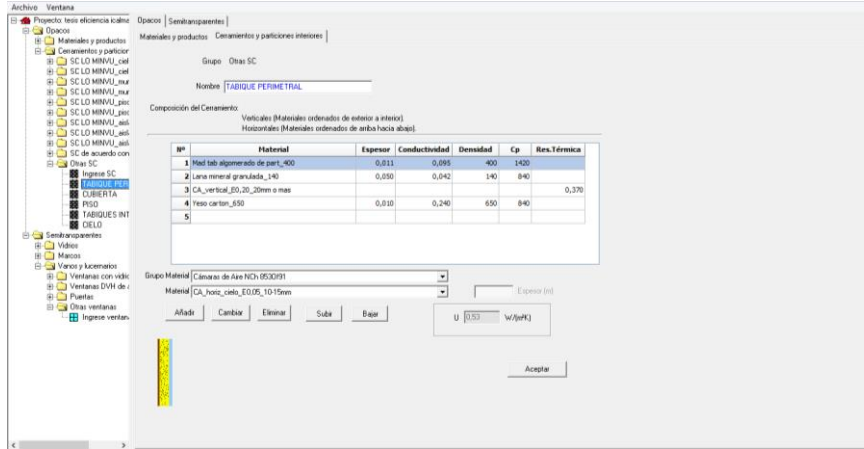 Archivo Ventana
Proyecto: tesis eficiencia icalma
Opacos
Materiales y productos
Cerramientos y particior
SC LO MINVU_ciel
SC LO MINVU_ciel
SC LO MINVU_mur
SC LO MINVU_mur
SC LO MINVU_pisc
SC LO MINVU_pisc
SC LO MINVU_aisl
SC LO MINVU_aisl
SC LO MINVU_aisl
SC de acuerdo con
Otras SC
Ingrese SC
TABIQUE PER
CUBIERTA
PISO
TABIQUES INT
CIELO
Semitransparentes
Vidrios
Marcos
Vanos y lucernarios
Ventanas con vidric
Ventanas DVH de
Puertas
Otras ventanas
Ingrese ventan
Opacos Semitransparentes
Materiales y productos Cerramientos y particiones interiores
Grupo Otras SC
Nombre TABIQUE PERIMETRAL
Composición del Cerramiento:
Verticales (Materiales ordenados de exterior a interior).
Horizontales (Materiales ordenados de arriba hacia abajo).
Nº Material Espesor Conductividad Densidad Cp Res.Térmica
1 Mad tab algomerado de part_400 0,011 0,095 400 1420
2 Lana mineral granulada_140 0,050 0,042 140 840
3 CA_vertical_E0,20_20mm o mas 0,370
4 Yeso carton_650 0,010 0,240 650 840
5
Grupo Material Cámaras de Aire NCh 853Of91
Material CA_horiz_cielo_E0,05_10-15mm Espesor (m)
Añadir Cambiar Eliminar Subir Bajar
U 0,53 W/(m²K)
Aceptar